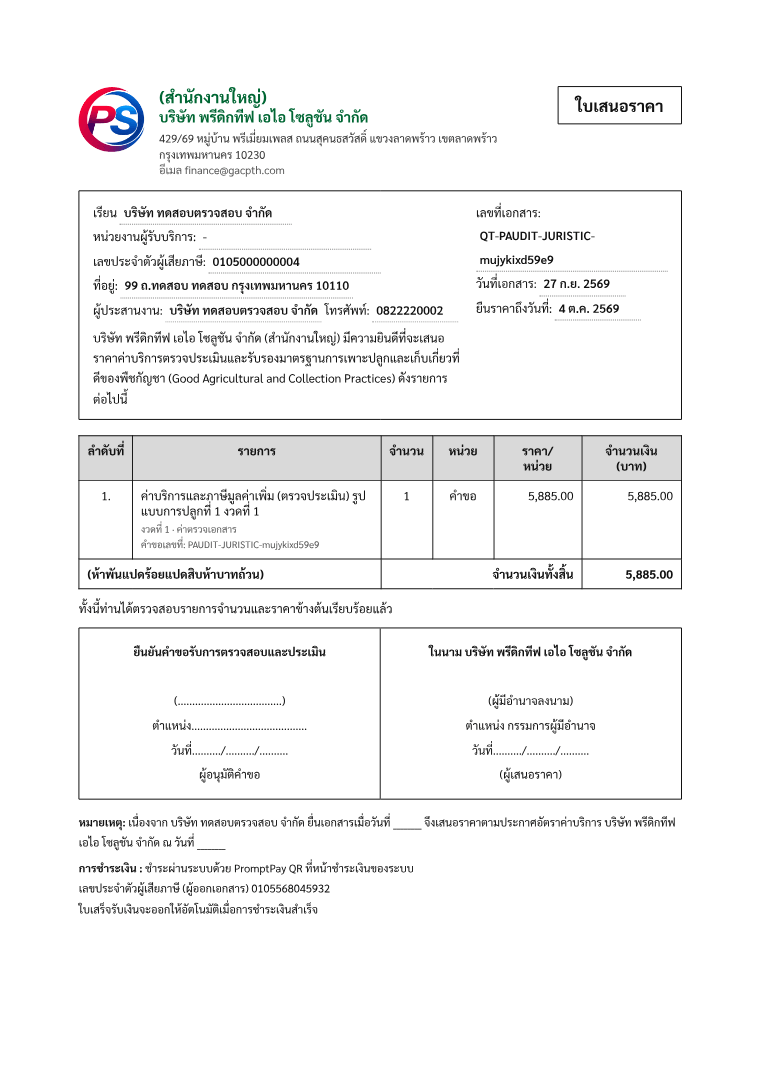 PS
(สำนักงานใหญ่)
บริษัท พรีดิกทีฟ เอไอ โซลูชัน จำกัด
429/69 หมู่บ้าน พรีเมี่ยมเพลส ถนนสุคนธสวัสดิ์ แขวงลาดพร้าว เขตลาดพร้าว
กรุงเทพมหานคร 10230
อีเมล finance@gacpth.com
ใบเสนอราคา
เรียน บริษัท ทดสอบตรวจสอบ จำกัด
หน่วยงานผู้รับบริการ: -
เลขประจำตัวผู้เสียภาษี: 0105000000004
ที่อยู่: 99 ถ.ทดสอบ ทดสอบ กรุงเทพมหานคร 10110
ผู้ประสานงาน: บริษัท ทดสอบตรวจสอบ จำกัด โทรศัพท์: 0822220002
บริษัท พรีดิกทีฟ เอไอ โซลูชัน จำกัด (สำนักงานใหญ่) มีความยินดีที่จะเสนอ
ราคาค่าบริการตรวจประเมินและรับรองมาตรฐานการเพาะปลูกและเก็บเกี่ยวที่
ดีของพืชกัญชา (Good Agricultural and Collection Practices) ดังรายการ
ต่อไปนี้
เลขที่เอกสาร:
QT-PAUDIT-JURISTIC-
mujykixd59e9
วันที่เอกสาร: 27 ก.ย. 2569
ยืนราคาถึงวันที่: 4 ต.ค. 2569
ลำดับที่ รายการ จำนวน หน่วย ราคา/ จำนวนเงิน
หน่วย (บาท)
1. ค่าบริการและภาษีมูลค่าเพิ่ม (ตรวจประเมิน) รูป 1 คำขอ 5,885.00 5,885.00
แบบการปลูกที่ 1 งวดที่ 1
งวดที่ 1 - ค่าตรวจเอกสาร
คำขอเลขที่: PAUDIT-JURISTIC-mujykixd59e9
(ห้าพันแปดร้อยแปดสิบห้าบาทถ้วน) จำนวนเงินทั้งสิ้น 5,885.00
ทั้งนี้ท่านได้ตรวจสอบรายการจำนวนและราคาข้างต้นเรียบร้อยแล้ว
ยืนยันคำขอรับการตรวจสอบและประเมิน
(....................................)
ตำแหน่ง........................................
วันที่........../........./..........
ผู้อนุมัติคำขอ
ในนาม บริษัท พรีดิกทีฟ เอไอ โซลูชัน จำกัด
(ผู้มีอำนาจลงนาม)
ตำแหน่ง กรรมการผู้มีอำนาจ
วันที่........../........./..........
(ผู้เสนอราคา)
หมายเหตุ: เนื่องจาก บริษัท ทดสอบตรวจสอบ จำกัด ยื่นเอกสารเมื่อวันที่ _____ จึงเสนอราคาตามประกาศอัตราค่าบริการ บริษัท พรีดิกทีฟ
เอไอ โซลูชัน จำกัด ณ วันที่ _____
การชำระเงิน : ชำระผ่านระบบด้วย PromptPay QR ที่หน้าชำระเงินของระบบ
เลขประจำตัวผู้เสียภาษี (ผู้ออกเอกสาร) 0105568045932
ใบเสร็จรับเงินจะออกให้อัตโนมัติเมื่อการชำระเงินสำเร็จ